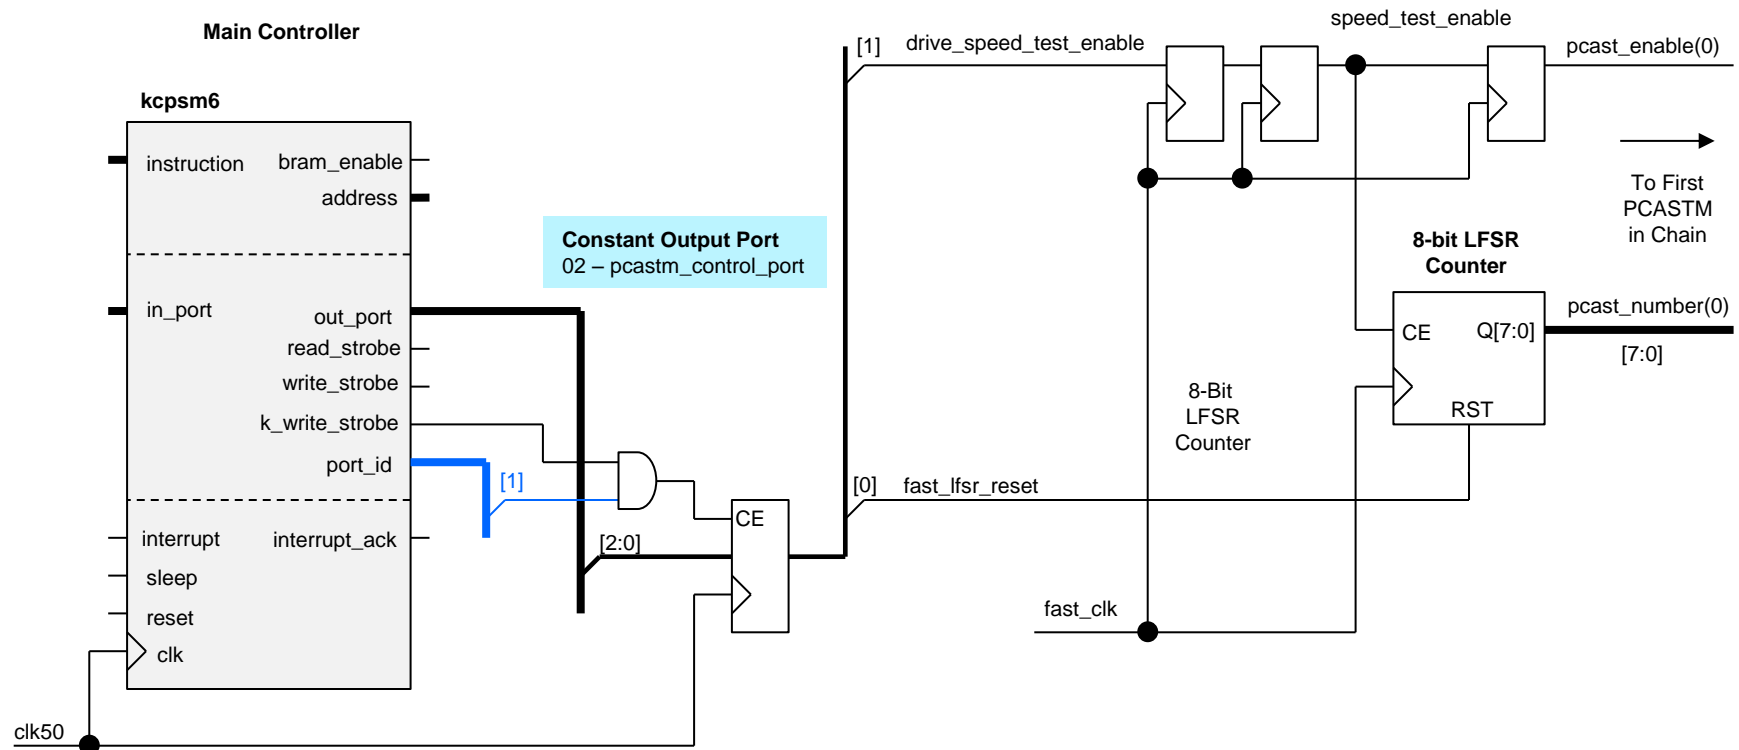 Main Controller
kcpsm6
instruction
bram_enable
address
in_port
out_port
read_strobe
write_strobe
k_write_strobe
port_id
interrupt
interrupt_ack
sleep
reset
clk
clk50
Constant Output Port
02 – pcastm_control_port
[1]
[2:0]
CE
[1]
drive_speed_test_enable
[0]
fast_lfsr_reset
speed_test_enable
pcast_enable(0)
To First
PCASTM
in Chain
8-bit LFSR
Counter
CE
Q[7:0]
RST
pcast_number(0)
[7:0]
8-Bit
LFSR
Counter
fast_clk